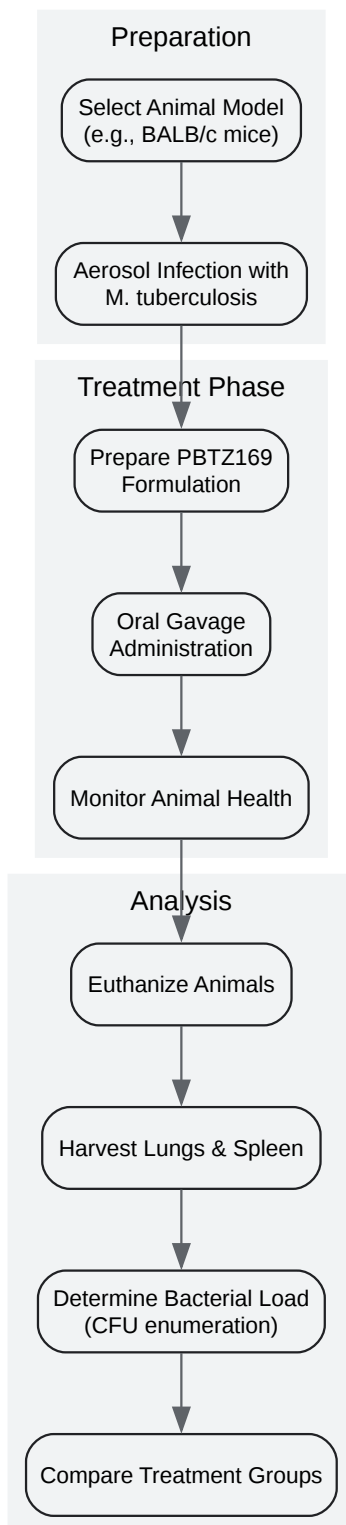 Preparation
Select Animal Model
(e.g., BALB/c mice)
Aerosol Infection with
M. tuberculosis
Treatment Phase
Prepare PBTZ169
Formulation
Oral Gavage
Administration
Monitor Animal Health
Analysis
Euthanize Animals
Harvest Lungs & Spleen
Determine Bacterial Load
(CFU enumeration)
Compare Treatment Groups